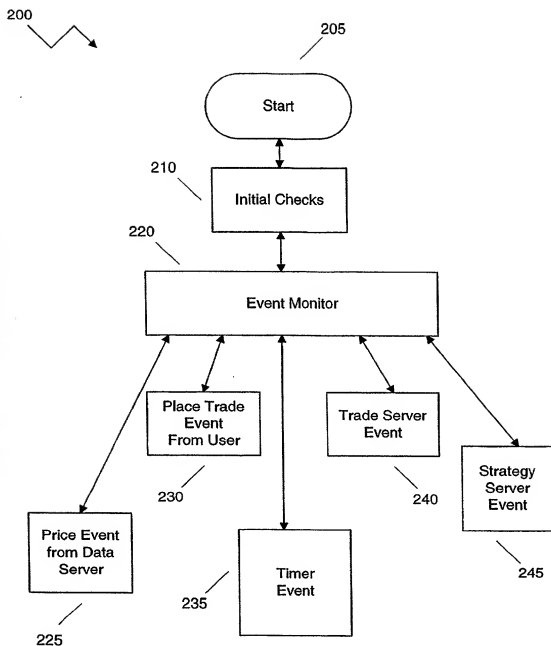 200
205
Start
210
Initial Checks
220
Event Monitor
Place Trade
Event
From User
230
Trade Server
Event
240
Strategy
Server
Event
245
Price Event
from Data
Server
225
235
Timer
Event